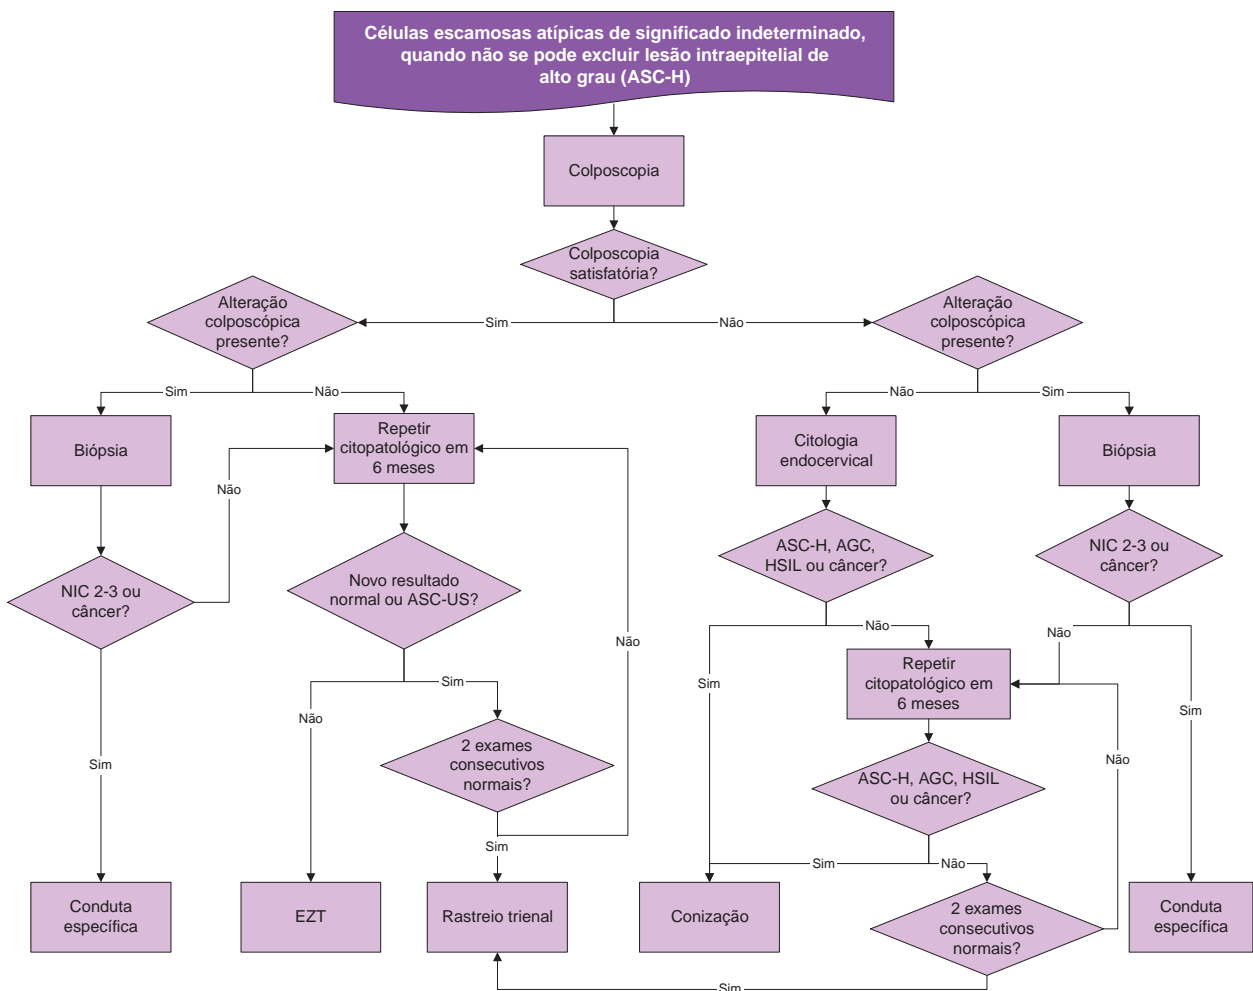 Células escamosas atípicas de significado indeterminado,
quando não se pode excluir lesão intraepitelial de
alto grau (ASC-H)
Colposcopia
Colposcopia
satisfatória?
Sim
Não
Alteração
colposcópica
presente?
Alteração
colposcópica
presente?
Sim
Não
Não
Sim
Biópsia
Repetir
citopatológico em
6 meses
Citologia
endocervical
Biópsia
Não
NIC 2-3 ou
câncer?
Novo resultado
normal ou ASC-US?
ASC-H, AGC,
HSIL ou câncer?
NIC 2-3 ou
câncer?
Não
Não
Não
Repetir
citopatológico em
6 meses
Sim
Sim
Sim
Não
Sim
2 exames
consecutivos
normais?
Sim
ASC-H, AGC, HSIL
ou câncer?
Não
Sim
Sim
Não
Conduta
específica
EZT
Rastreio trienal
Conização
2 exames
consecutivos
normais?
Conduta
específica
Sim